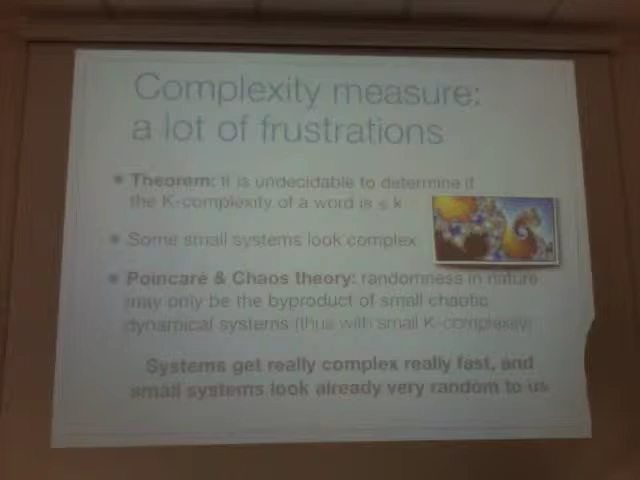 Complexity measure:
a lot of frustrations
Theorem: it is undecidable to determine if
the K-complexity of a word is ≤ k
Some small systems look complex
Poincaré & Chaos theory: randomness in nature
may only be the byproduct of small chaotic
dynamical systems (thus with small K-complexity)
Systems get really complex really fast, and
small systems look already very random to us